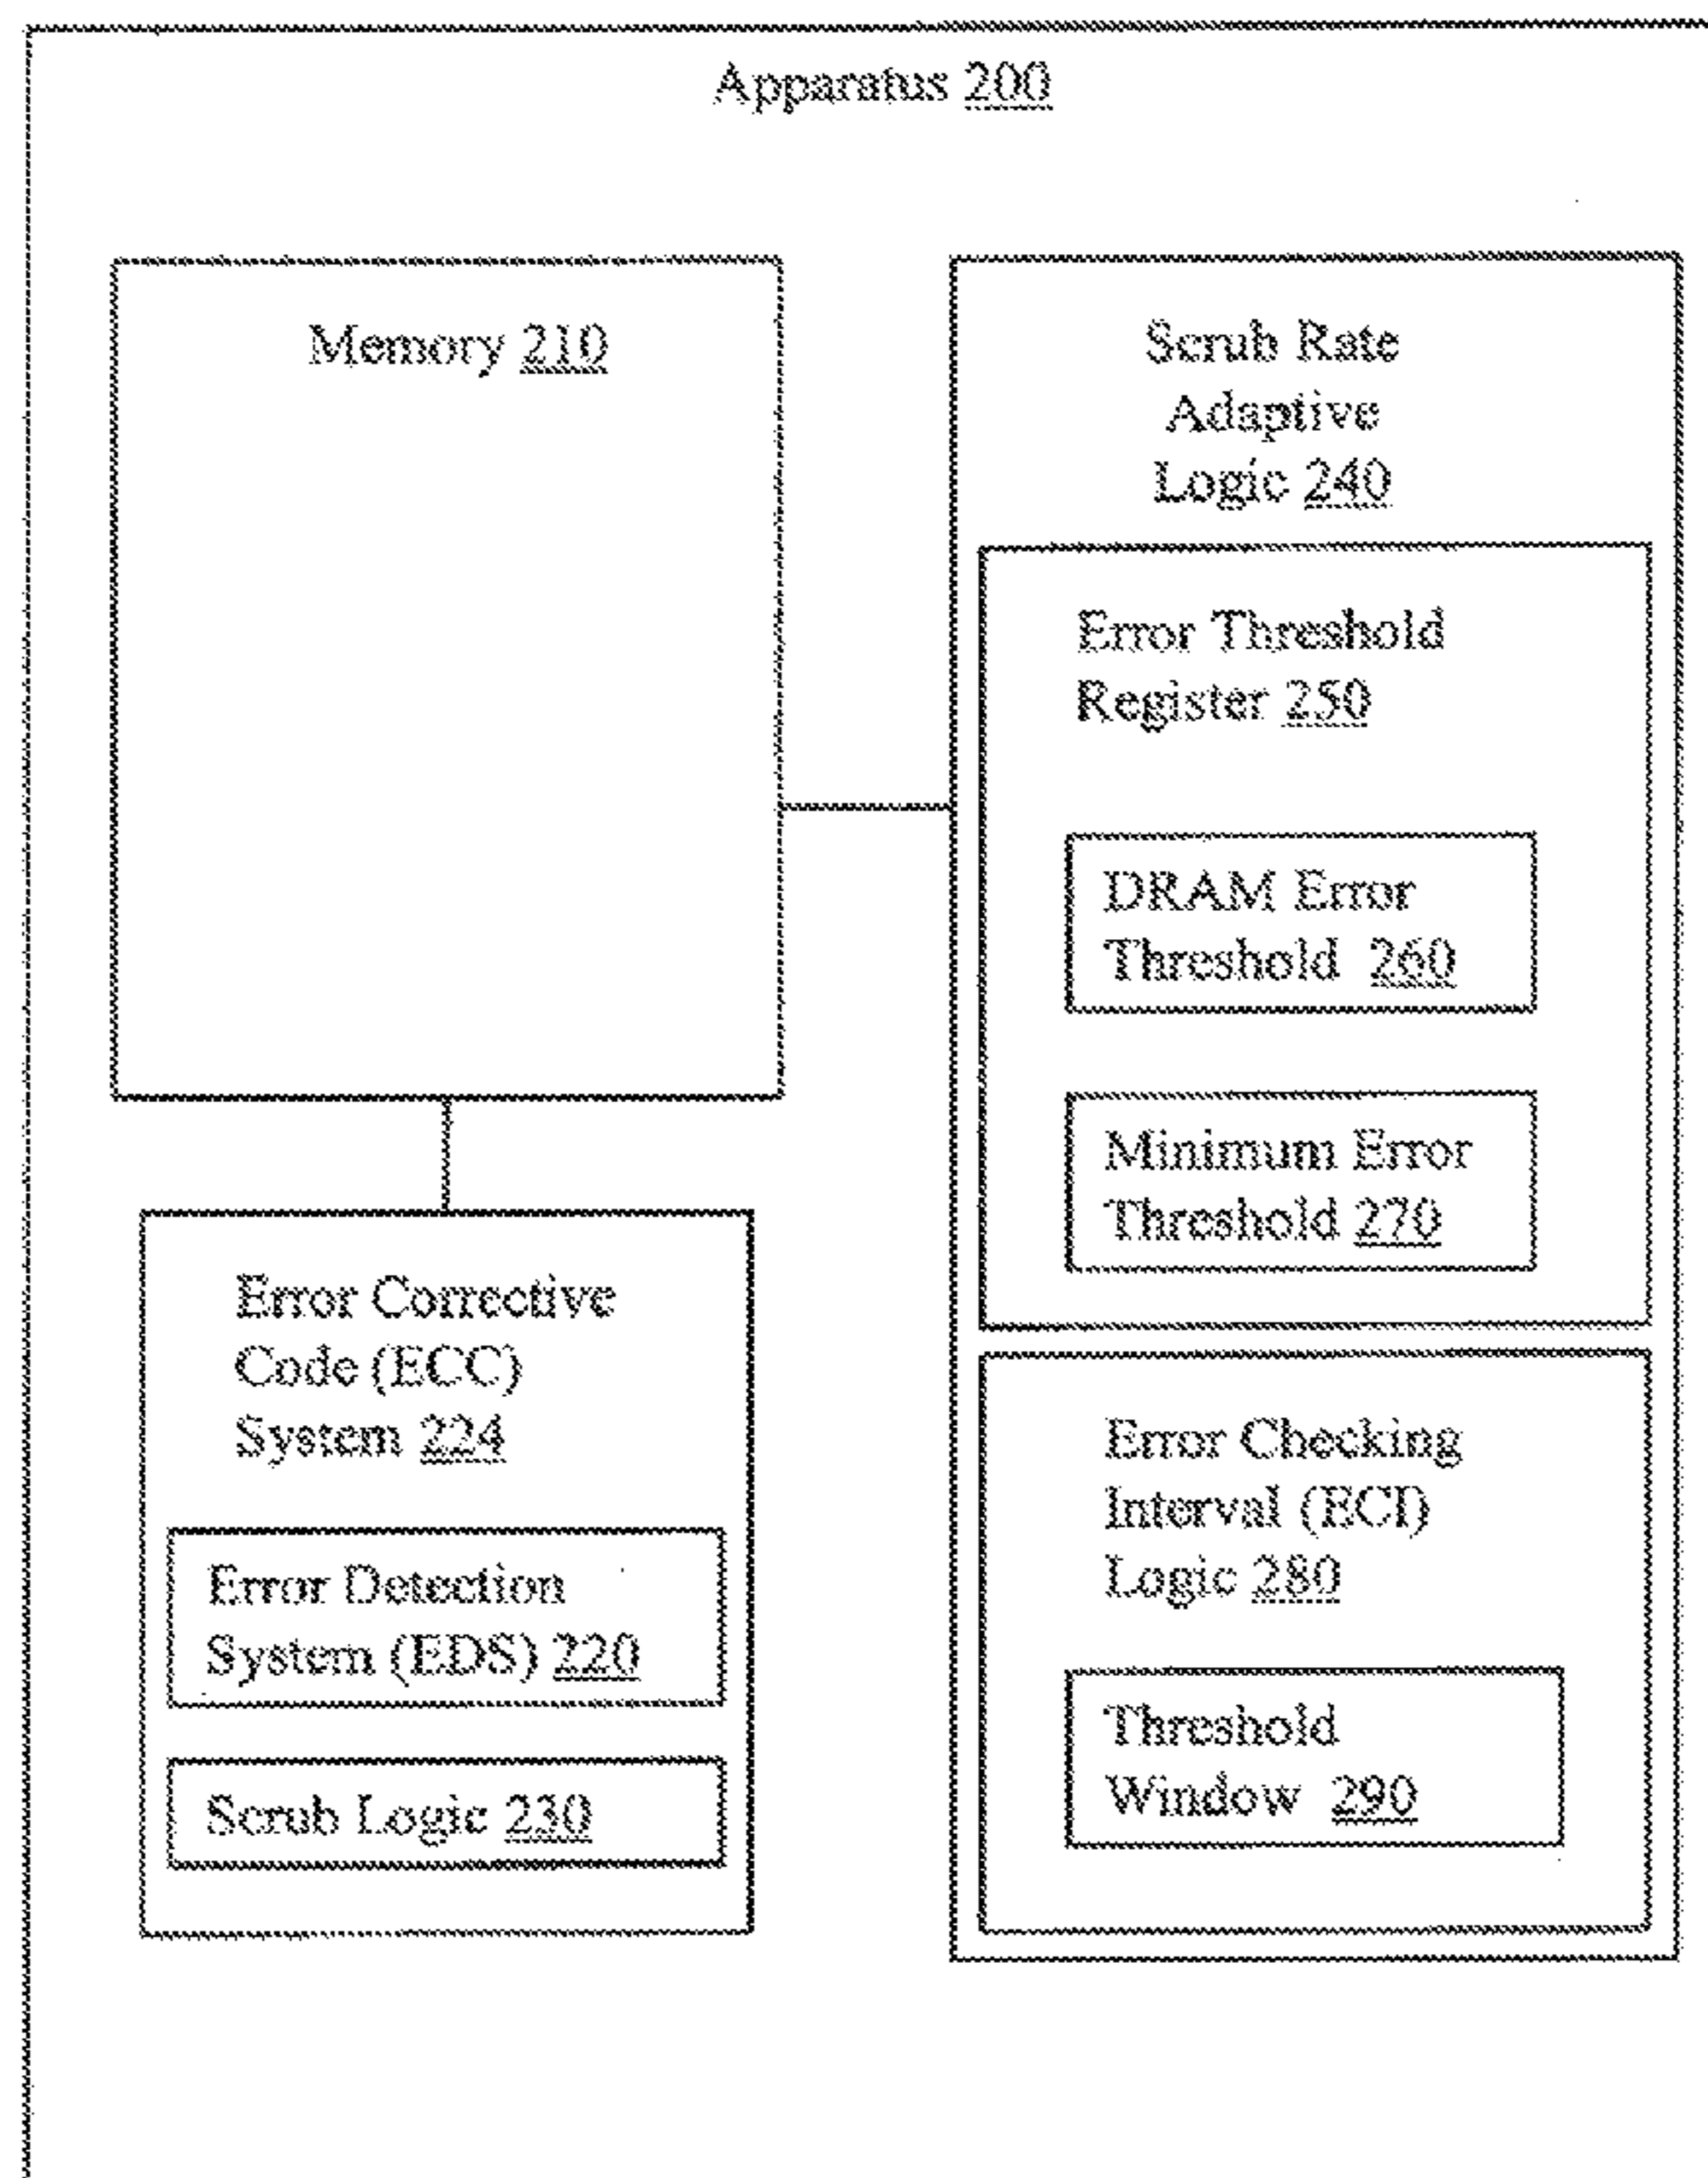 Apparatus 200
Memory 210
Scrub Rate
Adaptive
Logic 240
Error Threshold
Register 250
DRAM Error
Threshold 260
Minimum Error
Threshold 270
Error Corrective
Code (ECC)
System 224
Error Detection
System (EDS) 220
Scrub Logic 230
Error Checking
Interval (ECI)
Logic 280
Threshold
Window 290